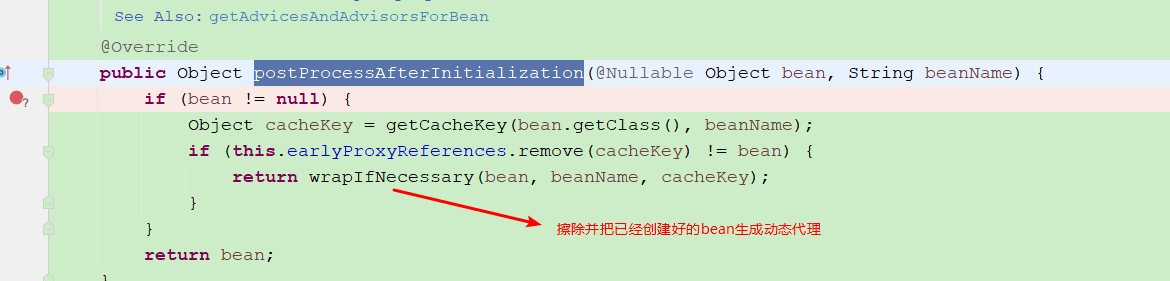 See Also: getAdvicesAndAdvisorsForBean
@Override
public Object postProcessAfterInitialization(@Nullable Object bean, String beanName) {
if (bean != null) {
Object cacheKey = getCacheKey(bean.getClass(), beanName);
if (this.earlyProxyReferences.remove(cacheKey) != bean) {
return wrapIfNecessary(bean, beanName, cacheKey);
}
擦除并把已经创建好的bean生成动态代理
}
return bean;
}